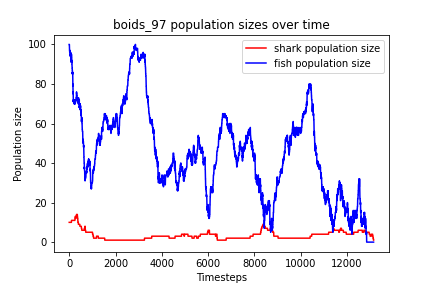 boids_97 population sizes over time
shark population size
fish population size
Population size
100
80
60
40
20
0
0
2000
4000
6000
8000
10000
12000
Timesteps